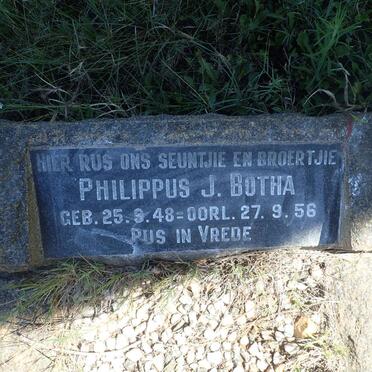 HIER RUS ONS SEUNTJIE EN BROERTJIE
PHILIPPUS J. BOTHA
GEB. 25. 9. 48 = OORL. 27. 9. 56
RUS IN VREDE